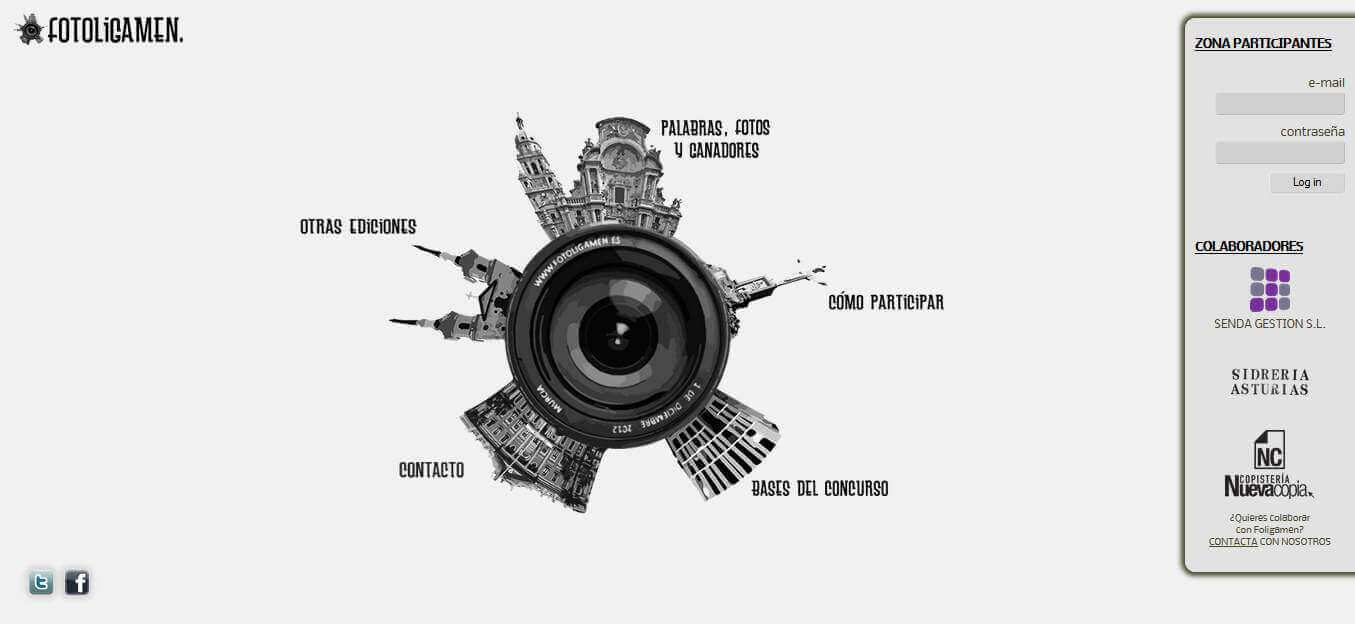 FOTOLIGAMEN.
PALABRAS, FOTOS
Y GANADORES
OTRAS EDICIONES
CÓMO PARTICIPAR
WWW.FOTOLIGAMEN.ES
MURCIA
1 DE DICIEMBRE 2012
CONTACTO
BASES DEL CONCURSO
ZONA PARTICIPANTES
e-mail
contraseña
Log in
COLABORADORES
SENDA GESTION S.L.
SIDRERIA
ASTURIAS
NC
COPISTERÍA
Nuevacopia
¿Quieres colaborar
con Foligamen?
CONTACTA CON NOSOTROS